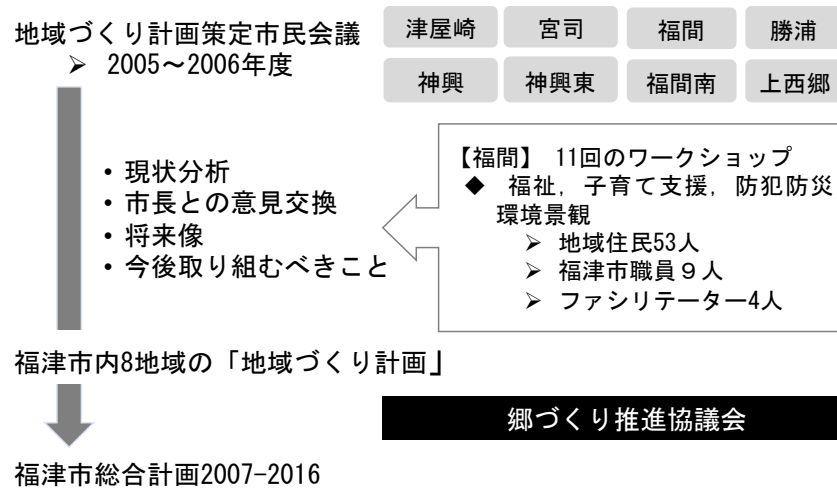 地域づくり計画策定市民会議
➢ 2005～2006年度
津屋崎 宮司 福間 勝浦
神興 神興東 福間南 上西郷
• 現状分析
• 市長との意見交換
• 将来像
• 今後取り組むべきこと
【福間】 11回のワークショップ
◆ 福祉，子育て支援，防犯防災
環境景観
➢ 地域住民53人
➢ 福津市職員９人
➢ ファシリテーター4人
福津市内8地域の「地域づくり計画」
郷づくり推進協議会
福津市総合計画2007-2016